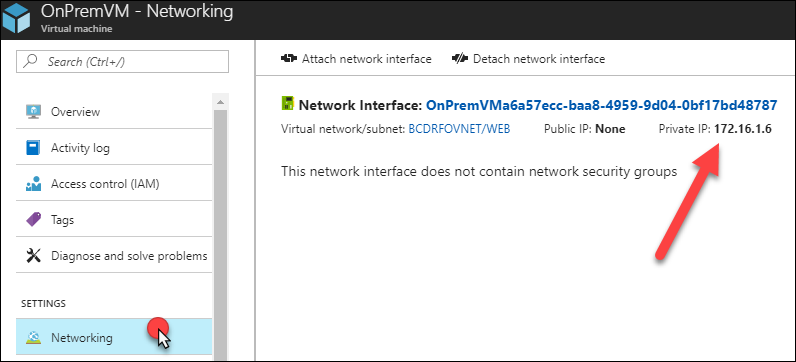 OnPremVM - Networking
Virtual machine
Search (Ctrl+/)
Overview
Activity log
Access control (IAM)
Tags
Diagnose and solve problems
SETTINGS
Networking
Attach network interface Detach network interface
Network Interface: OnPremVMa6a57ecc-baa8-4959-9d04-0bf17bd48787
Virtual network/subnet: BCDRFOVNET/WEB Public IP: None Private IP: 172.16.1.6
This network interface does not contain network security groups